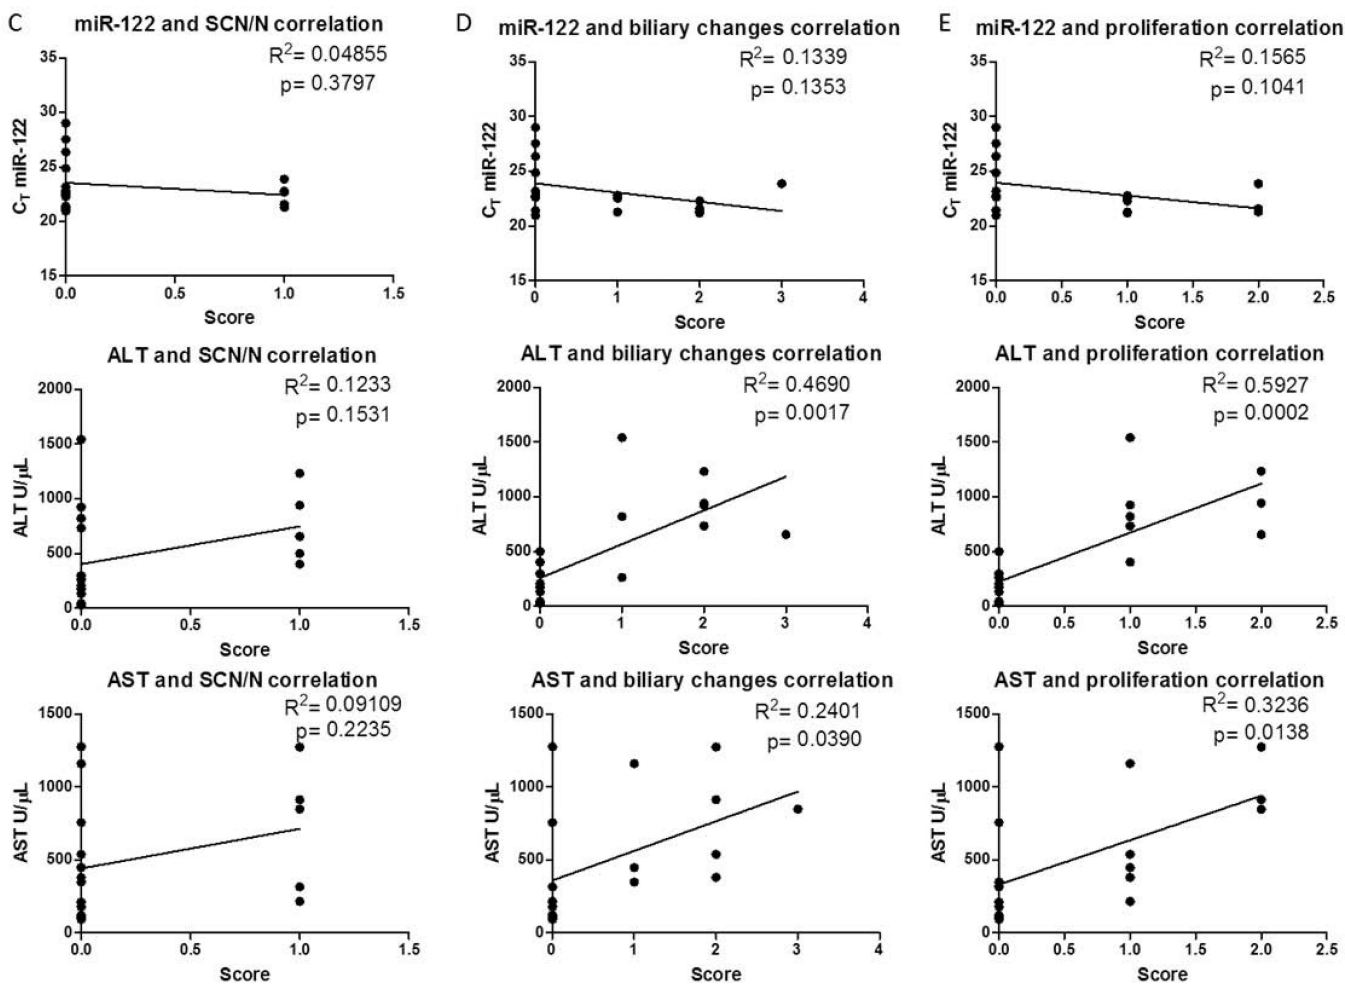 C
miR-122 and SCN/N correlation
R²= 0.04855
p= 0.3797
35
30
25
20
15
C_T miR-122
0.0 0.5 1.0 1.5
Score
D
miR-122 and biliary changes correlation
R²= 0.1339
p= 0.1353
35
30
25
20
15
C_T miR-122
0 1 2 3 4
Score
E
miR-122 and proliferation correlation
R²= 0.1565
p= 0.1041
35
30
25
20
15
C_T miR-122
0.0 0.5 1.0 1.5 2.0 2.5
Score
ALT and SCN/N correlation
R²= 0.1233
p= 0.1531
2000
1500
1000
500
0
ALT U/µL
0.0 0.5 1.0 1.5
Score
ALT and biliary changes correlation
R²= 0.4690
p= 0.0017
2000
1500
1000
500
0
ALT U/µL
0 1 2 3 4
Score
ALT and proliferation correlation
R²= 0.5927
p= 0.0002
2000
1500
1000
500
0
ALT U/µL
0.0 0.5 1.0 1.5 2.0 2.5
Score
AST and SCN/N correlation
R²= 0.09109
p= 0.2235
1500
1000
500
0
AST U/µL
0.0 0.5 1.0 1.5
Score
AST and biliary changes correlation
R²= 0.2401
p= 0.0390
1500
1000
500
0
AST U/µL
0 1 2 3 4
Score
AST and proliferation correlation
R²= 0.3236
p= 0.0138
1500
1000
500
0
AST U/µL
0.0 0.5 1.0 1.5 2.0 2.5
Score